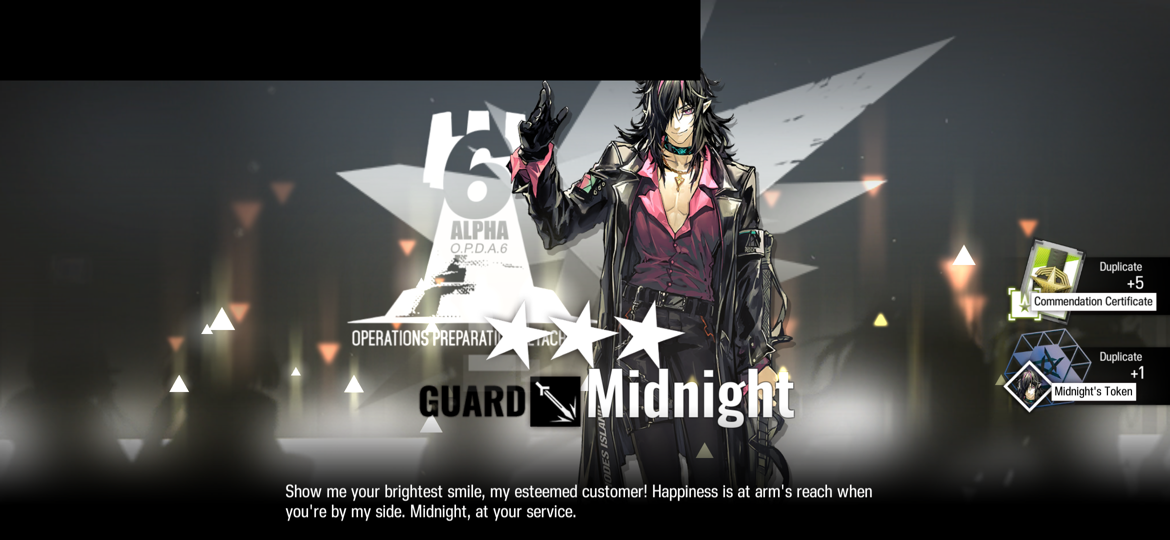 6
ALPHA
O.P.D.A.6
OPERATIONS PREPARATI
GUARD
Midnight
Duplicate
+5
Commendation Certificate
Duplicate
+1
Midnight's Token
Show me your brightest smile, my esteemed customer! Happiness is at arm's reach when
you're by my side. Midnight, at your service.